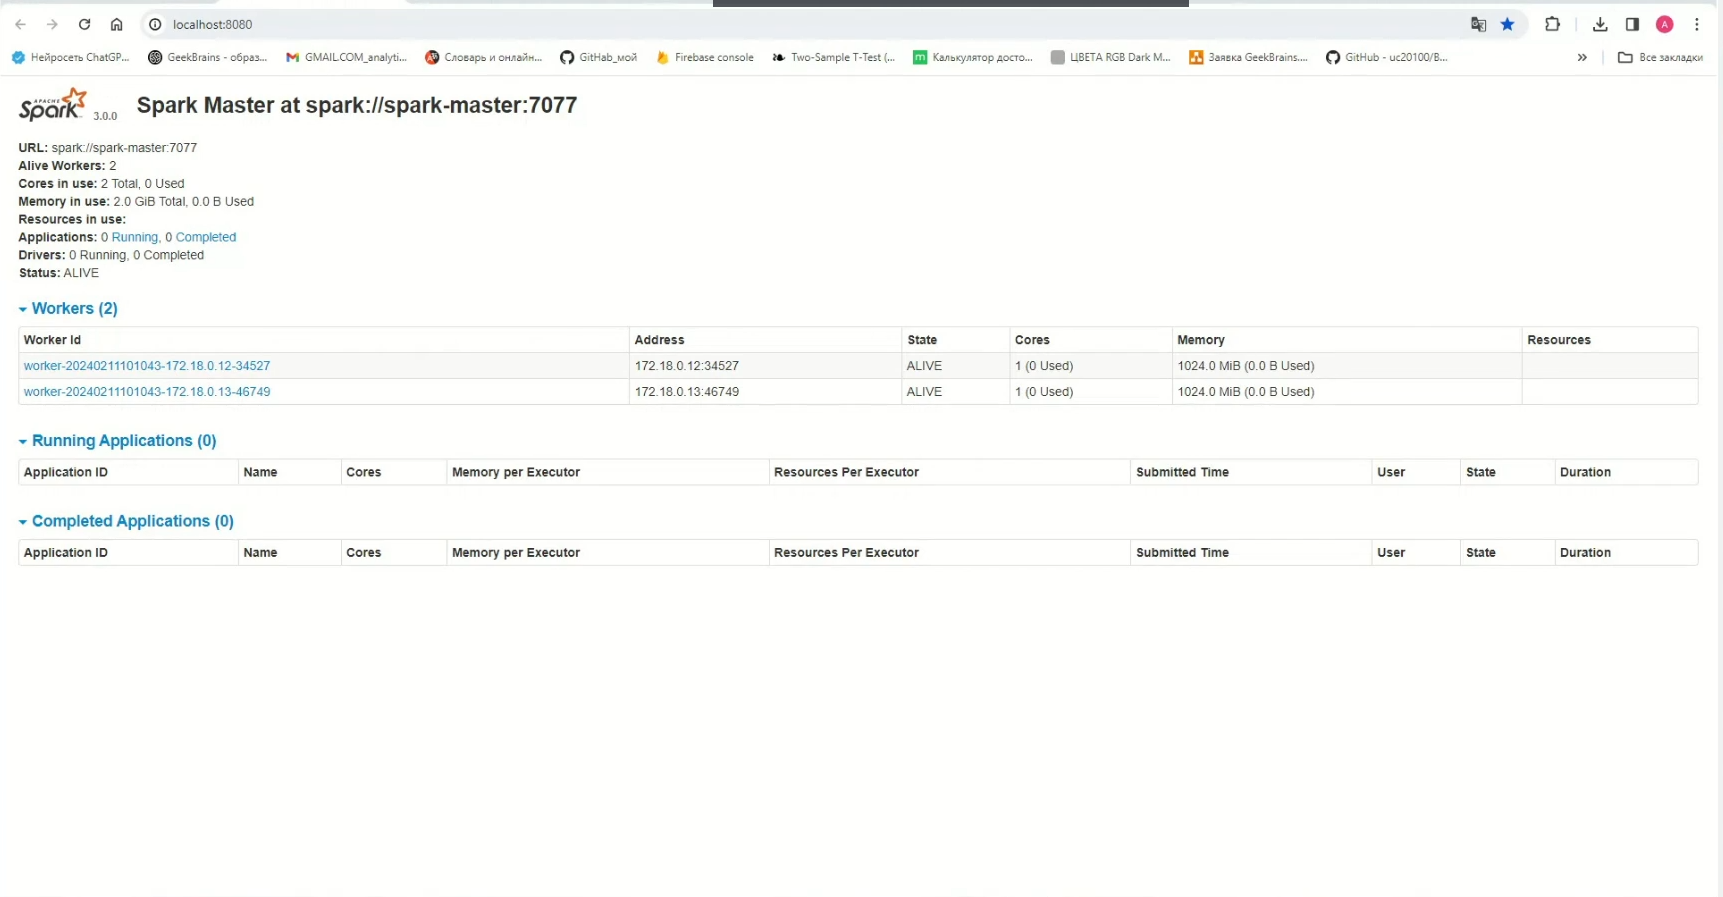 localhost:8080
A
Нейросеть ChatGP... GeekBrains - образ... GMAIL.COM_analyti... Словарь и онлайн... GitHab_мой Firebase console Two-Sample T-Test (... Калькулятор досто... ЦВЕТА RGB Dark M... Заявка GeekBrains.... GitHub - uc20100/B... » Все закладки
APACHE Spark 3.0.0 Spark Master at spark://spark-master:7077
URL: spark://spark-master:7077
Alive Workers: 2
Cores in use: 2 Total, 0 Used
Memory in use: 2.0 GiB Total, 0.0 B Used
Resources in use:
Applications: 0 Running, 0 Completed
Drivers: 0 Running, 0 Completed
Status: ALIVE
Workers (2)
Worker Id Address State Cores Memory Resources
worker-20240211101043-172.18.0.12-34527 172.18.0.12:34527 ALIVE 1 (0 Used) 1024.0 MiB (0.0 B Used)
worker-20240211101043-172.18.0.13-46749 172.18.0.13:46749 ALIVE 1 (0 Used) 1024.0 MiB (0.0 B Used)
Running Applications (0)
Application ID Name Cores Memory per Executor Resources Per Executor Submitted Time User State Duration
Completed Applications (0)
Application ID Name Cores Memory per Executor Resources Per Executor Submitted Time User State Duration